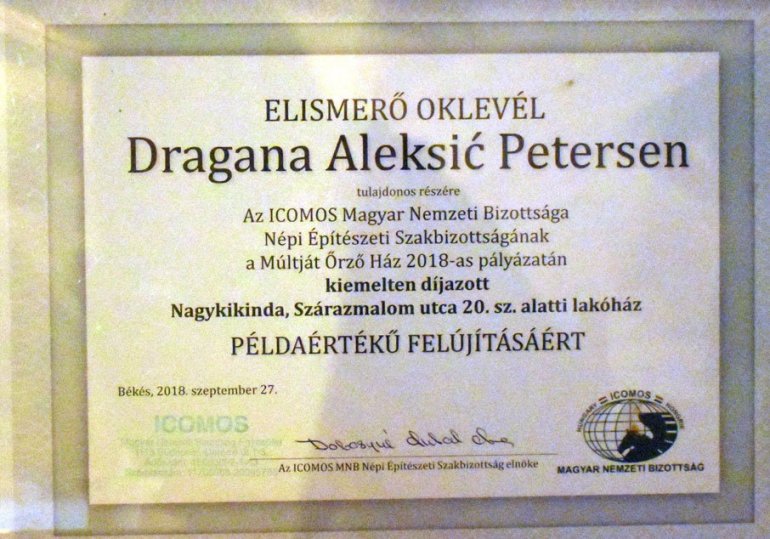 ELISMERŐ OKLEVÉL
Dragana Aleksić Petersen
tulajdonos részére
Az ICOMOS Magyar Nemzeti Bizottsága
Népi Építészeti Szakbizottságának
a Múltját Őrző Ház 2018-as pályázatán
kiemelten díjazott
Nagykikinda, Szárazmalom utca 20. sz. alatti lakóház
PÉLDAÉRTÉKŰ FELÚJÍTÁSÁÉRT
Békés, 2018. szeptember 27.
ICOMOS
Az ICOMOS MNB Népi Építészeti Szakbizottság elnöke
HUNGARY = ICOMOS = HONGRIE
MAGYAR NEMZETI BIZOTTSÁG